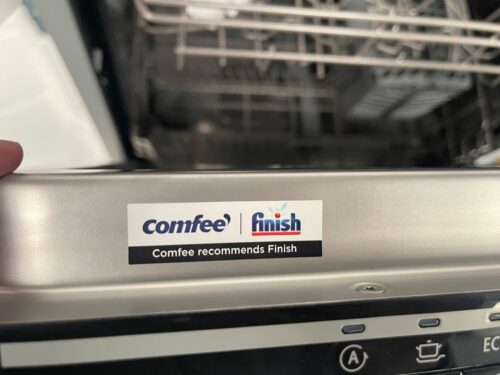 comfee' | finish
Comfee recommends Finish
A
EC